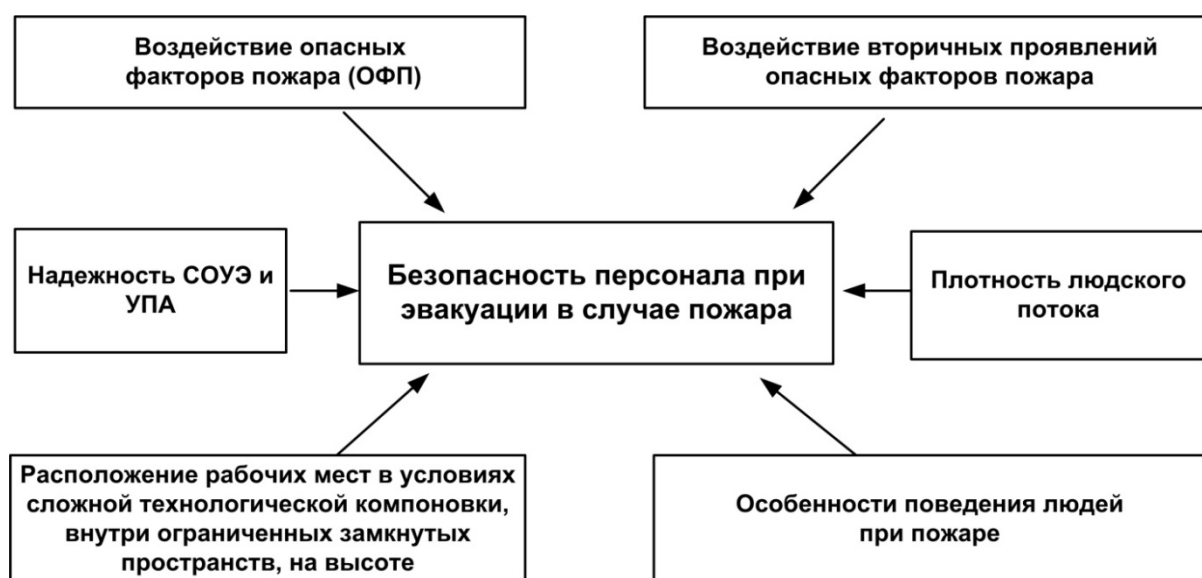 Воздействие опасных
факторов пожара (ОФП)
Воздействие вторичных проявлений
опасных факторов пожара
Надежность СОУЭ и
УПА
Безопасность персонала при
эвакуации в случае пожара
Плотность людского
потока
Расположение рабочих мест в условиях
сложной технологической компоновки,
внутри ограниченных замкнутых
пространств, на высоте
Особенности поведения людей
при пожаре